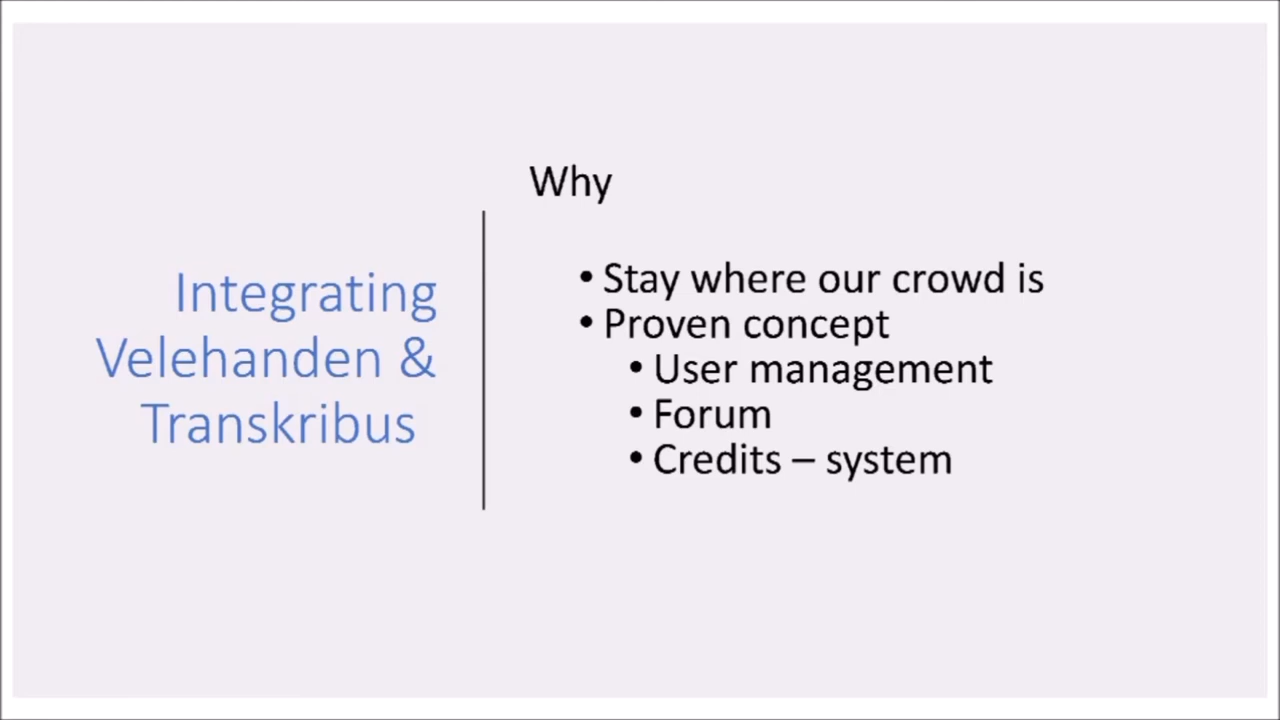 Integrating
Velehanden &
Transkribus
Why
• Stay where our crowd is
• Proven concept
• User management
• Forum
• Credits – system